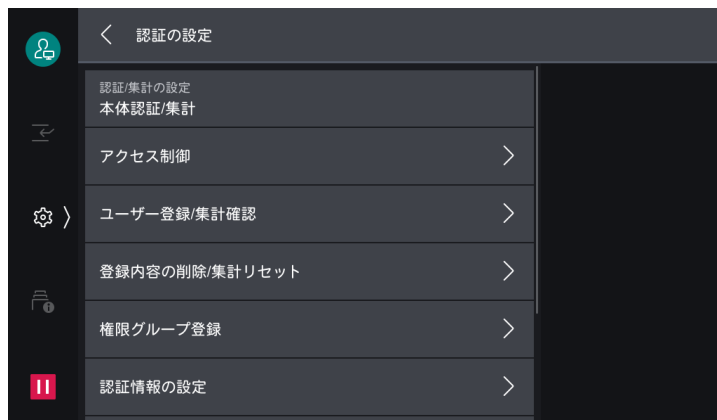 認証の設定
認証/集計の設定
本体認証/集計
アクセス制御
ユーザー登録/集計確認
登録内容の削除/集計リセット
権限グループ登録
認証情報の設定